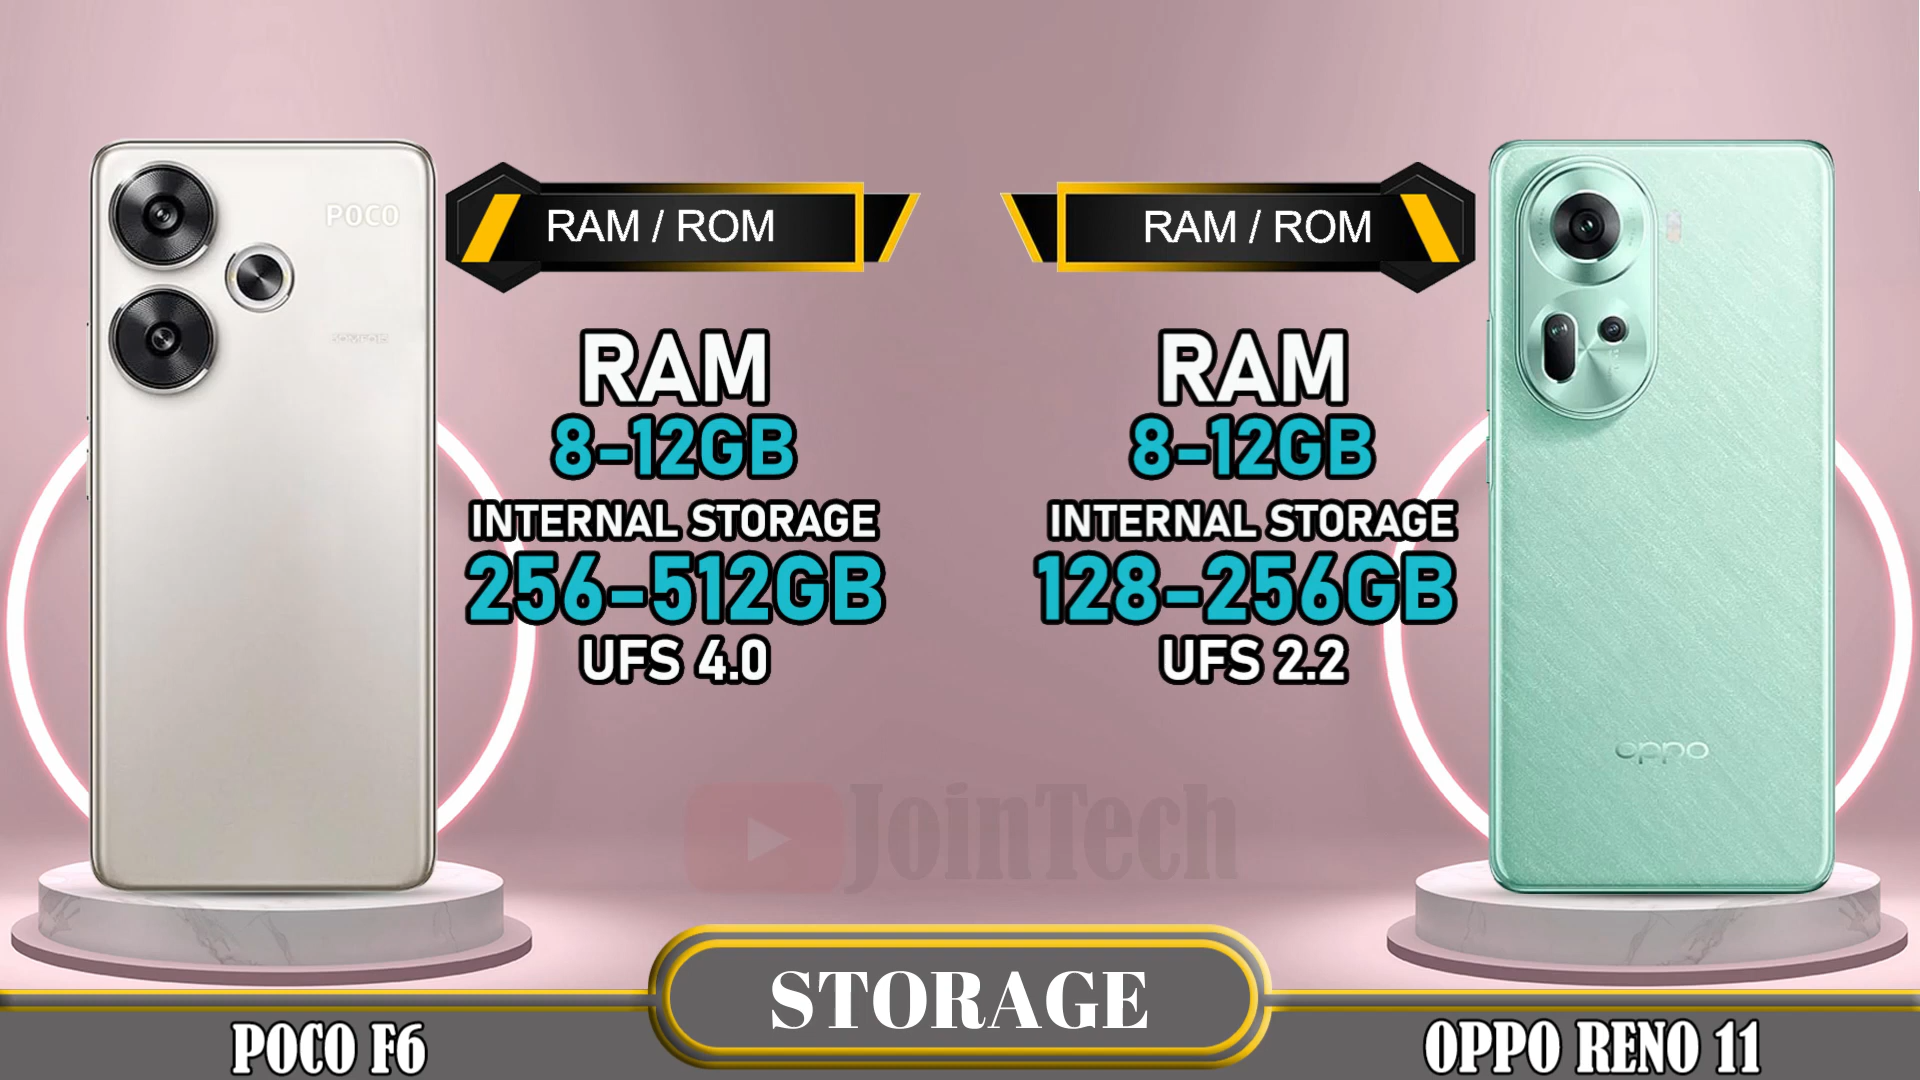 POCO
RAM / ROM
RAM
8-12GB
INTERNAL STORAGE
256-512GB
UFS 4.0
RAM / ROM
RAM
8-12GB
INTERNAL STORAGE
128-256GB
UFS 2.2
oppo
JoinTech
STORAGE
POCO F6
OPPO RENO 11